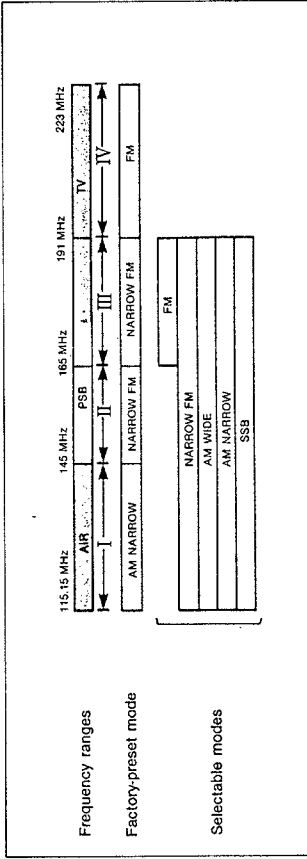 Frequency ranges
115.15 MHz 145 MHz 165 MHz 191 MHz 223 MHz
AIR PSB TV
I II III IV
Factory-preset mode
AM NARROW NARROW FM NARROW FM FM
Selectable modes
FM
NARROW FM
AM WIDE
AM NARROW
SSB